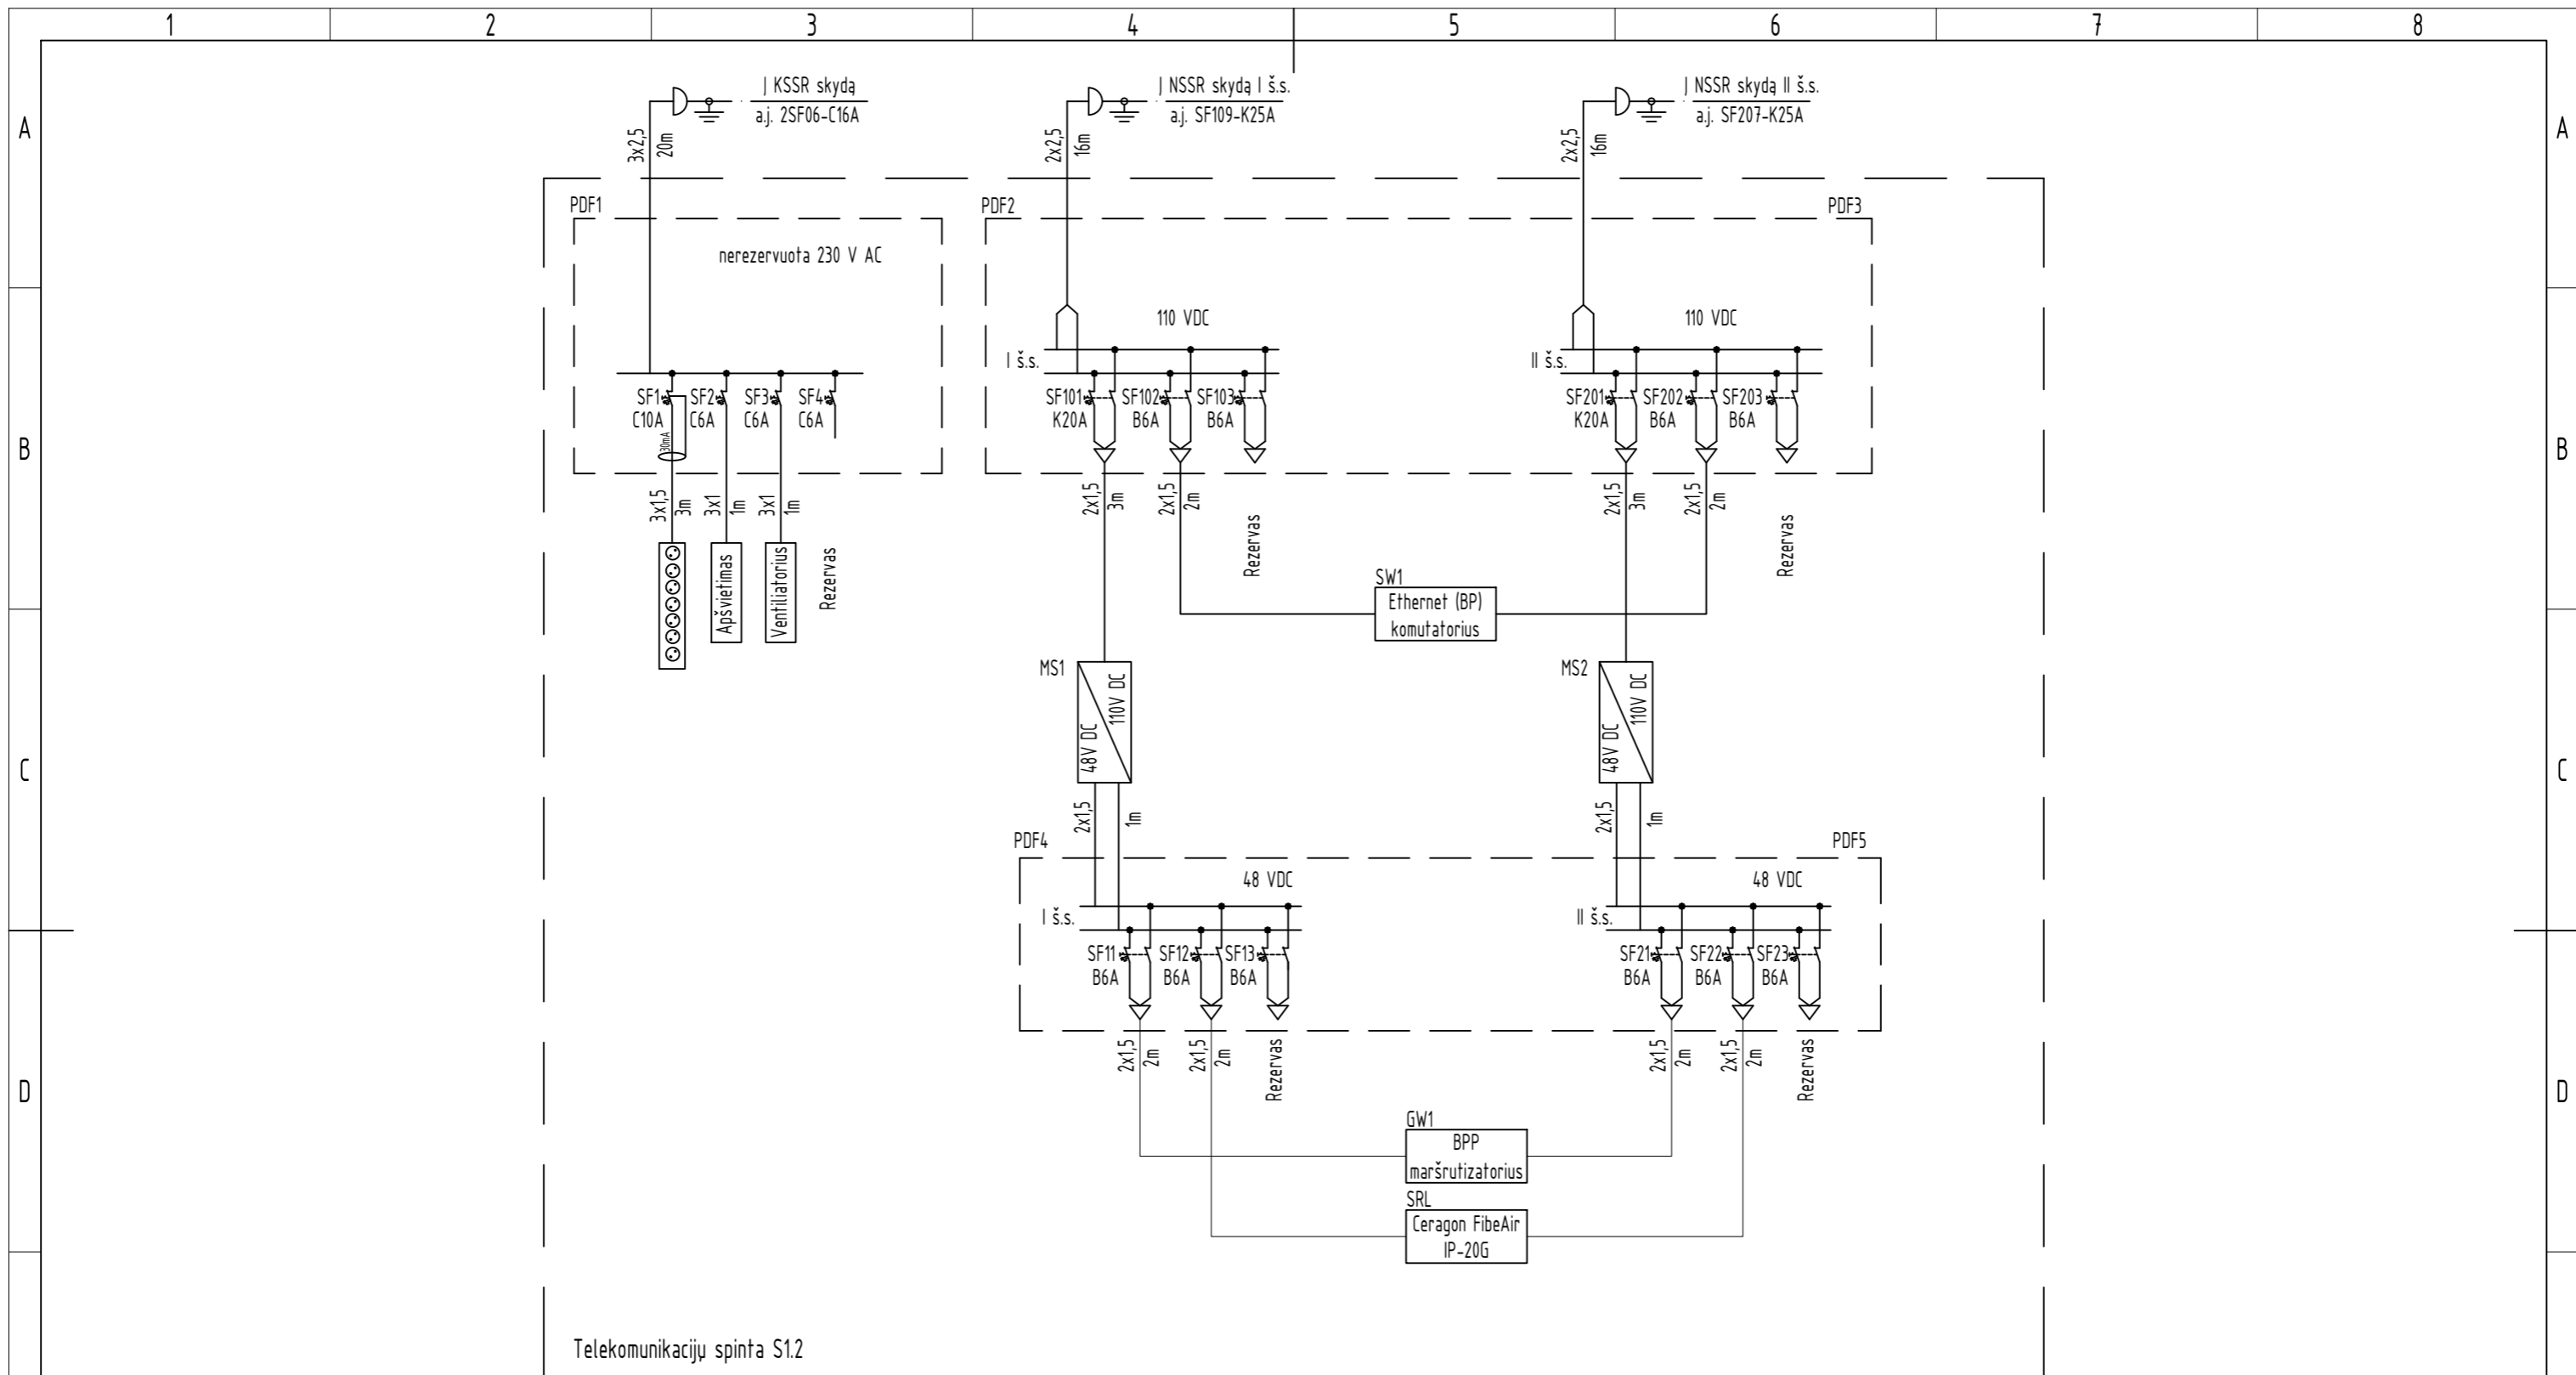 1 2 3 4 5 6 7 8
A
Į KSSR skydą
a.j. 2SF06-C16A
Į NSSR skydą I š.s.
a.j. SF109-K25A
Į NSSR skydą II š.s.
a.j. SF207-K25A
A
3x2,5
20m
2x2,5
16m
2x2,5
16m
PDF1
PDF2
PDF3
nerezervuota 230 V AC
110 VDC
110 VDC
I š.s.
II š.s.
B
SF1
C10A
30mA
SF2
C6A
SF3
C6A
SF4
C6A
SF101
K20A
SF102
B6A
SF103
B6A
SF201
K20A
SF202
B6A
SF203
B6A
B
3x1,5
3m
3x1
1m
3x1
1m
2x1,5
3m
2x1,5
2m
Rezervas
2x1,5
3m
2x1,5
2m
Rezervas
Apšvietimas
Ventiliatorius
Rezervas
SW1
Ethernet (BP)
komutatorius
C
MS1
110V DC
48V DC
MS2
110V DC
48V DC
C
2x1,5
1m
2x1,5
1m
PDF4
PDF5
48 VDC
48 VDC
I š.s.
II š.s.
SF11
B6A
SF12
B6A
SF13
B6A
SF21
B6A
SF22
B6A
SF23
B6A
D
2x1,5
2m
2x1,5
2m
Rezervas
2x1,5
2m
2x1,5
2m
Rezervas
D
GW1
BPP
maršrutizatorius
SRL
Ceragon FibeAir
IP-20G
Telekomunikacijų spinta S1.2